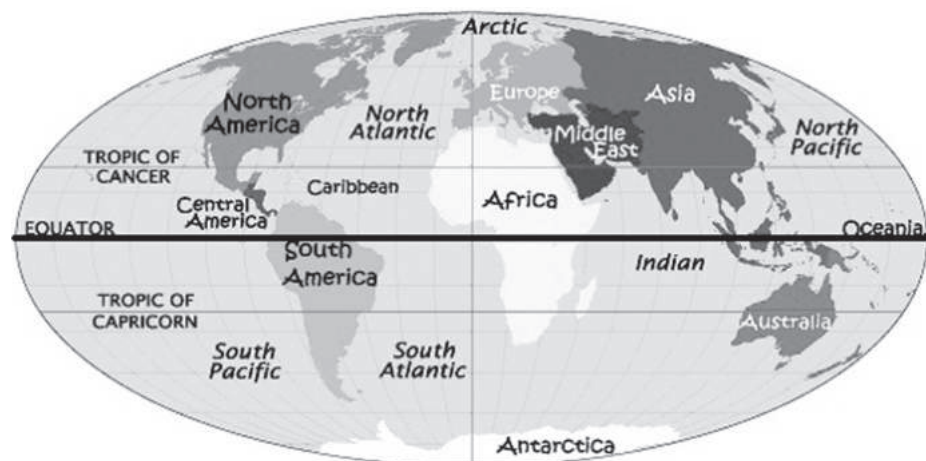 Arctic
North
America
Europe
Asia
North
Atlantic
Middle
East
North
Pacific
TROPIC OF
CANCER
Caribbean
Africa
Central
America
EQUATOR
Oceania
South
America
Indian
TROPIC OF
CAPRICORN
Australia
South
Pacific
South
Atlantic
Antarctica